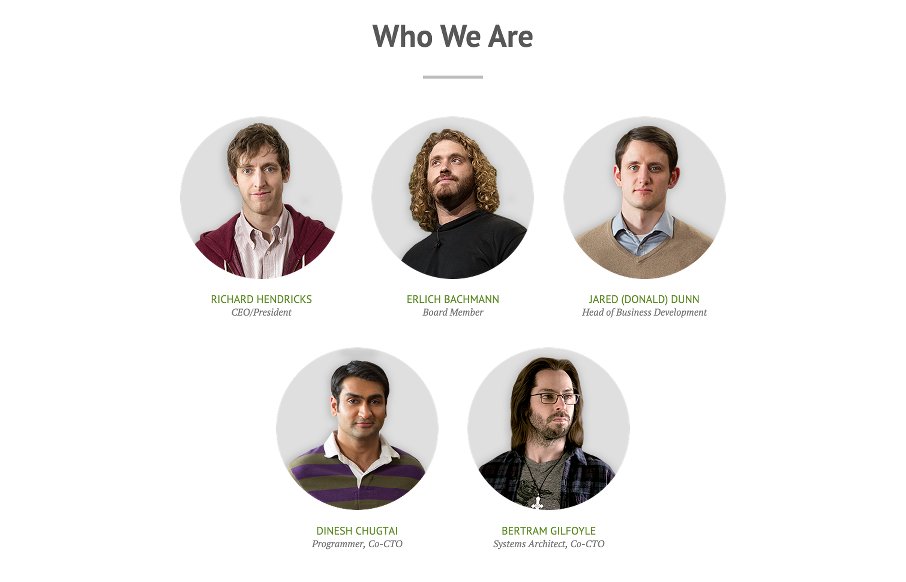 Who We Are
RICHARD HENDRICKS
CEO/President
ERLICH BACHMANN
Board Member
JARED (DONALD) DUNN
Head of Business Development
DINESH CHUGTAI
Programmer, Co-CTO
BERTRAM GILFOYLE
Systems Architect, Co-CTO